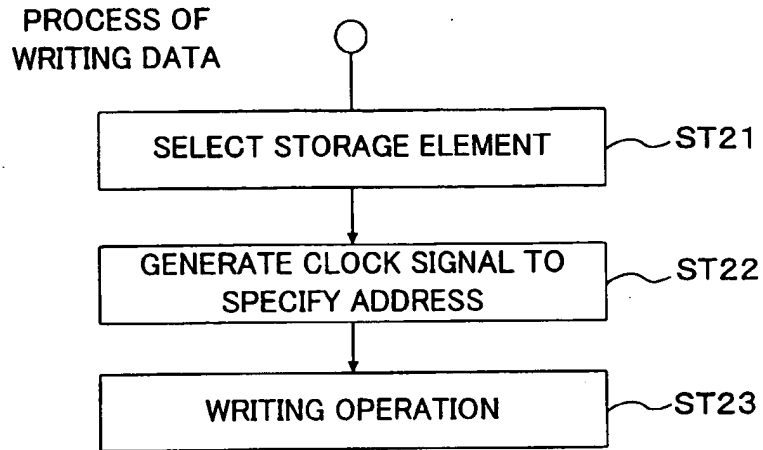 PROCESS OF
WRITING DATA
SELECT STORAGE ELEMENT
ST21
GENERATE CLOCK SIGNAL TO
SPECIFY ADDRESS
ST22
WRITING OPERATION
ST23